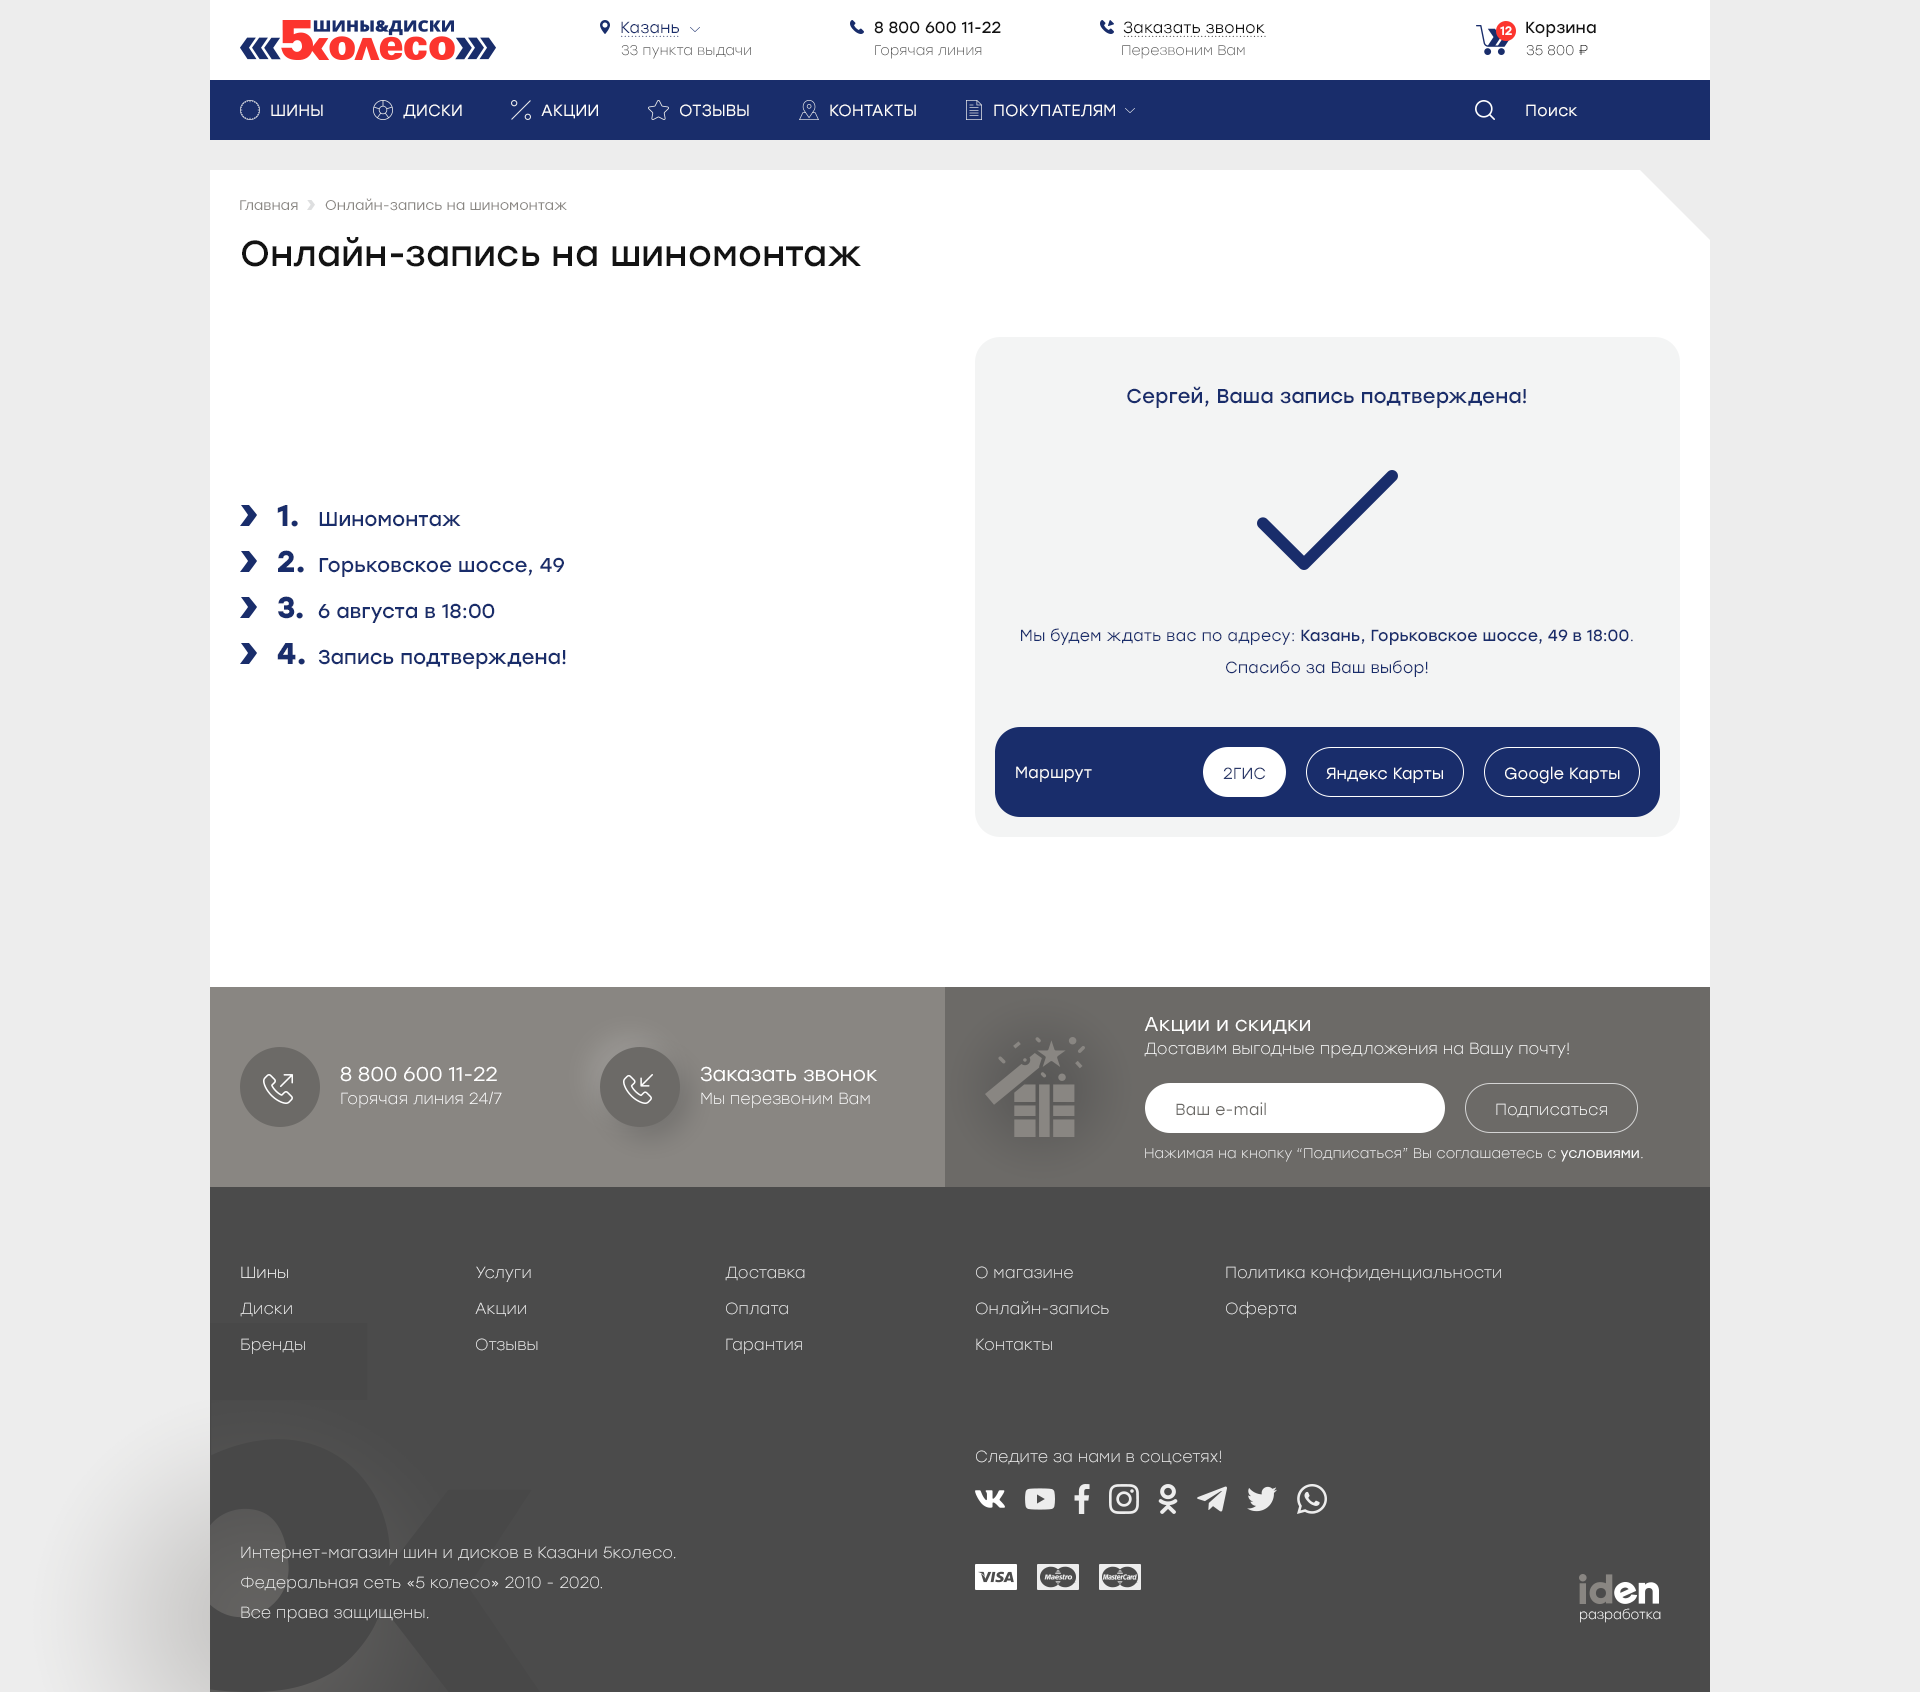 ШИНЫ&ДИСКИ
5колесо
Казань
33 пункта выдачи
8 800 600 11-22
Горячая линия
Заказать звонок
Перезвоним Вам
12
Корзина
35 800 ₽
ШИНЫ
ДИСКИ
АКЦИИ
ОТЗЫВЫ
КОНТАКТЫ
ПОКУПАТЕЛЯМ
Поиск
Главная
Онлайн-запись на шиномонтаж
Онлайн-запись на шиномонтаж
1. Шиномонтаж
2. Горьковское шоссе, 49
3. 6 августа в 18:00
4. Запись подтверждена!
Сергей, Ваша запись подтверждена!
Мы будем ждать вас по адресу: Казань, Горьковское шоссе, 49 в 18:00.
Спасибо за Ваш выбор!
Маршрут
2ГИС
Яндекс Карты
Google Карты
8 800 600 11-22
Горячая линия 24/7
Заказать звонок
Мы перезвоним Вам
Акции и скидки
Доставим выгодные предложения на Вашу почту!
Ваш e-mail
Подписаться
Нажимая на кнопку “Подписаться” Вы соглашаетесь с условиями.
Шины
Диски
Бренды
Услуги
Акции
Отзывы
Доставка
Оплата
Гарантия
О магазине
Онлайн-запись
Контакты
Политика конфиденциальности
Оферта
Следите за нами в соцсетях!
VISA
Maestro
MasterCard
Интернет-магазин шин и дисков в Казани 5колесо.
Федеральная сеть «5 колесо» 2010 - 2020.
Все права защищены.
iden
разработка